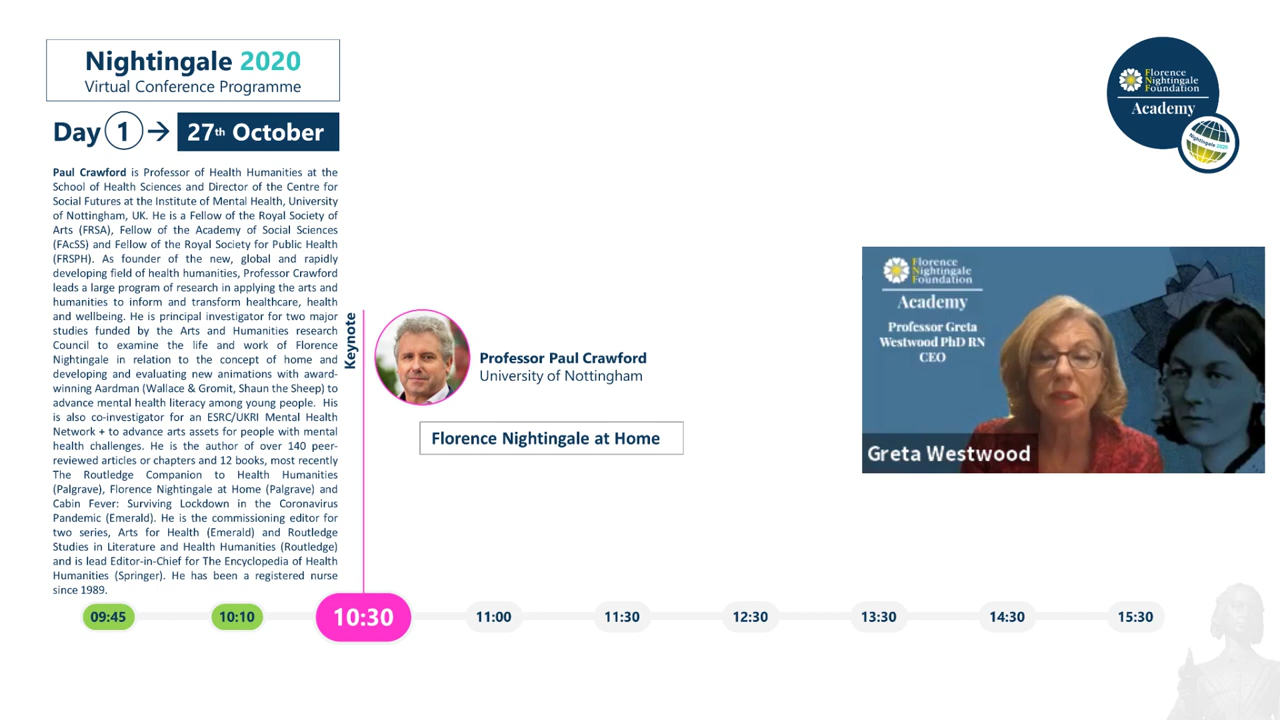 Nightingale 2020
Virtual Conference Programme
Day 1 → 27th October
Paul Crawford is Professor of Health Humanities at the
School of Health Sciences and Director of the Centre for
Social Futures at the Institute of Mental Health, University
of Nottingham, UK. He is a Fellow of the Royal Society of
Arts (FRSA), Fellow of the Academy of Social Sciences
(FAcSS) and Fellow of the Royal Society for Public Health
(FRSPH). As founder of the new, global and rapidly
developing field of health humanities, Professor Crawford
leads a large program of research in applying the arts and
humanities to inform and transform healthcare, health
and wellbeing. He is principal investigator for two major
studies funded by the Arts and Humanities research
Council to examine the life and work of Florence
Nightingale in relation to the concept of home and
developing and evaluating new animations with award-
winning Aardman (Wallace & Gromit, Shaun the Sheep) to
advance mental health literacy among young people. His
is also co-investigator for an ESRC/UKRI Mental Health
Network + to advance arts assets for people with mental
health challenges. He is the author of over 140 peer-
reviewed articles or chapters and 12 books, most recently
The Routledge Companion to Health Humanities
(Palgrave), Florence Nightingale at Home (Palgrave) and
Cabin Fever: Surviving Lockdown in the Coronavirus
Pandemic (Emerald). He is the commissioning editor for
two series, Arts for Health (Emerald) and Routledge
Studies in Literature and Health Humanities (Routledge)
and is lead Editor-in-Chief for The Encyclopedia of Health
Humanities (Springer). He has been a registered nurse
since 1989.
Keynote
Professor Paul Crawford
University of Nottingham
Florence Nightingale at Home
Florence
Nightingale
Foundation
Academy
Nightingale 2020
Florence
Nightingale
Foundation
Academy
Professor Greta
Westwood PhD RN
CEO
Greta Westwood
09:45
10:10
10:30
11:00
11:30
12:30
13:30
14:30
15:30